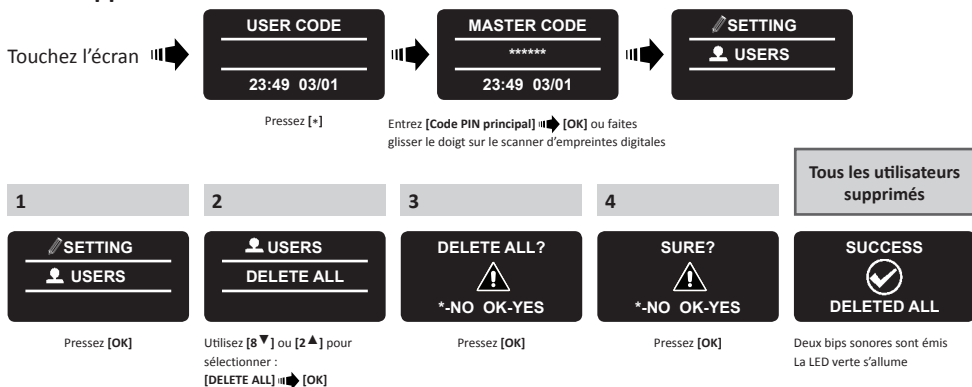 Touchez l'écran
USER CODE
23:49 03/01
Pressez [*]
MASTER CODE
******
23:49 03/01
Entrez [Code PIN principal] [OK] ou faites
glisser le doigt sur le scanner d'empreintes digitales
SETTING
USERS
Tous les utilisateurs
supprimés
1
SETTING
USERS
Pressez [OK]
2
USERS
DELETE ALL
Utilisez [8▼] ou [2▲] pour
sélectionner :
[DELETE ALL] [OK]
3
DELETE ALL?
*-NO OK-YES
Pressez [OK]
4
SURE?
*-NO OK-YES
Pressez [OK]
SUCCESS
DELETED ALL
Deux bips sonores sont émis
La LED verte s'allume